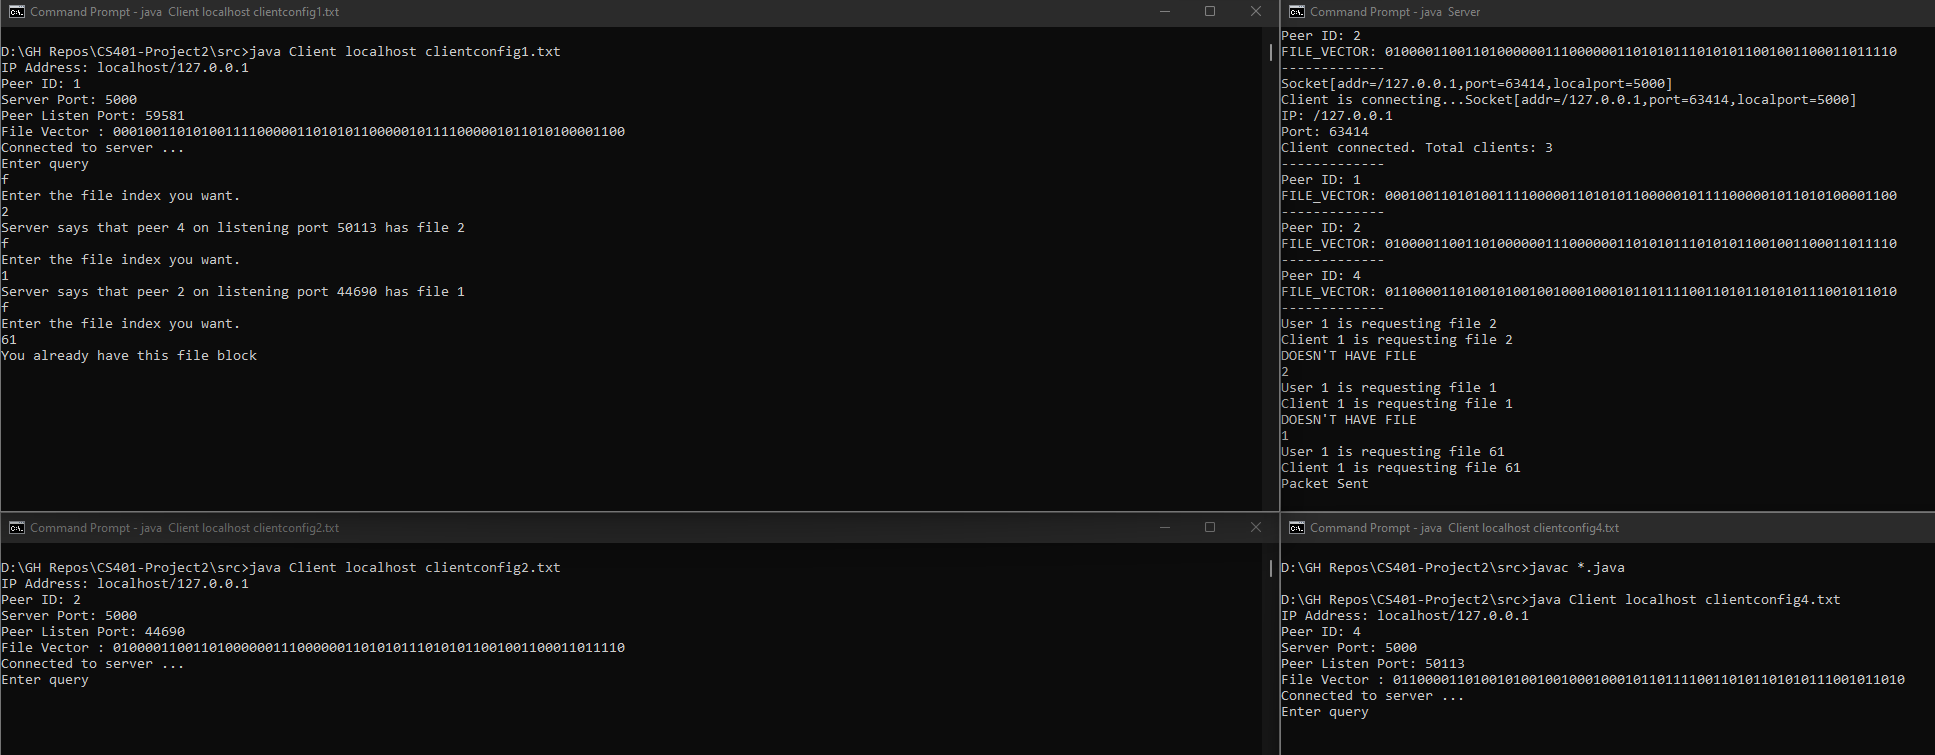 Command Prompt - java  Client localhost clientconfig1.txt
D:\GH Repos\CS401-Project2\src>java Client localhost clientconfig1.txt
IP Address: localhost/127.0.0.1
Peer ID: 1
Server Port: 5000
Peer Listen Port: 59581
File Vector : 0001001101010011110000011010101100000101111000001011010100001100
Connected to server ...
Enter query
f
Enter the file index you want.
2
Server says that peer 4 on listening port 50113 has file 2
f
Enter the file index you want.
1
Server says that peer 2 on listening port 44690 has file 1
f
Enter the file index you want.
61
You already have this file block
Command Prompt - java  Server
Peer ID: 2
FILE_VECTOR: 0100001100110100000011100000011010101110101011001001100011011110
-------------
Socket[addr=/127.0.0.1,port=63414,localport=5000]
Client is connecting...Socket[addr=/127.0.0.1,port=63414,localport=5000]
IP: /127.0.0.1
Port: 63414
Client connected. Total clients: 3
-------------
Peer ID: 1
FILE_VECTOR: 0001001101010011110000011010101100000101111000001011010100001100
-------------
Peer ID: 2
FILE_VECTOR: 0100001100110100000011100000011010101110101011001001100011011110
-------------
Peer ID: 4
FILE_VECTOR: 0110000110100101001001000100010110111100110101101010111001011010
-------------
User 1 is requesting file 2
Client 1 is requesting file 2
DOESN'T HAVE FILE
2
User 1 is requesting file 1
Client 1 is requesting file 1
DOESN'T HAVE FILE
1
User 1 is requesting file 61
Client 1 is requesting file 61
Packet Sent
Command Prompt - java  Client localhost clientconfig2.txt
D:\GH Repos\CS401-Project2\src>java Client localhost clientconfig2.txt
IP Address: localhost/127.0.0.1
Peer ID: 2
Server Port: 5000
Peer Listen Port: 44690
File Vector : 0100001100110100000011100000011010101110101011001001100011011110
Connected to server ...
Enter query
Command Prompt - java  Client localhost clientconfig4.txt
D:\GH Repos\CS401-Project2\src>javac *.java
D:\GH Repos\CS401-Project2\src>java Client localhost clientconfig4.txt
IP Address: localhost/127.0.0.1
Peer ID: 4
Server Port: 5000
Peer Listen Port: 50113
File Vector : 0110000110100101001001000100010110111100110101101010111001011010
Connected to server ...
Enter query